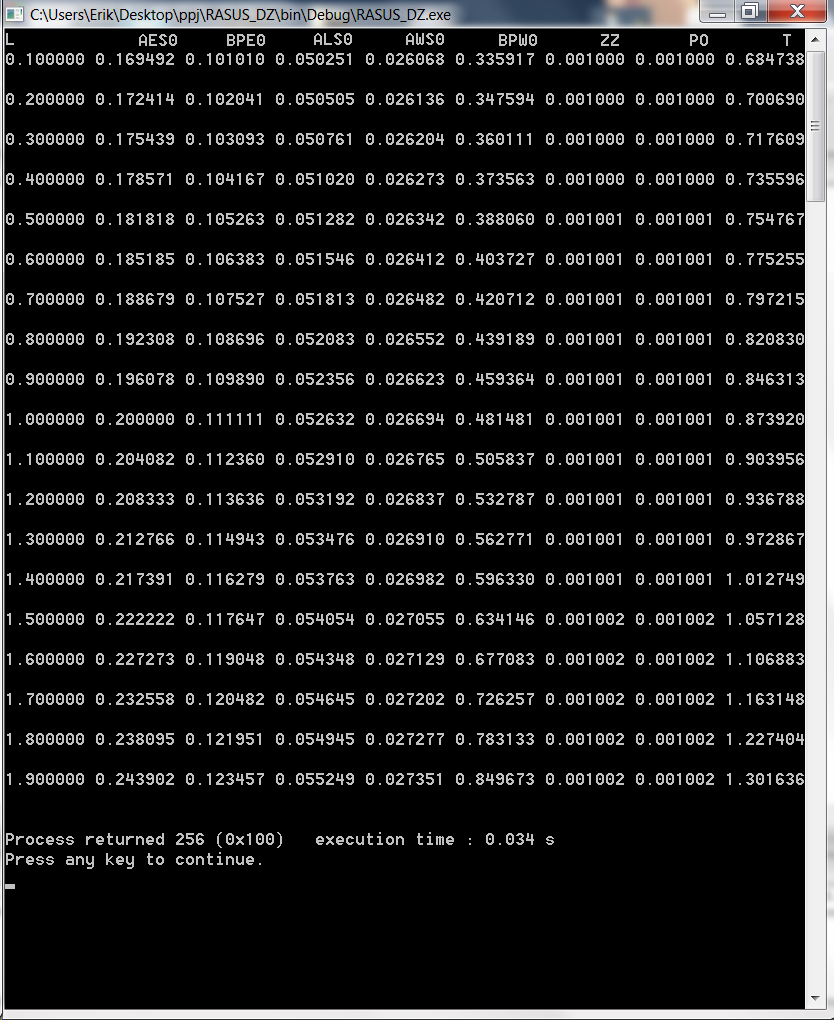 C:\Users\Erik\Desktop\ppj\RASUS_DZ\bin\Debug\RASUS_DZ.exe
L AES0 BPE0 ALS0 AWS0 BPW0 ZZ PO T
0.100000 0.169492 0.101010 0.050251 0.026068 0.335917 0.001000 0.001000 0.684738
0.200000 0.172414 0.102041 0.050505 0.026136 0.347594 0.001000 0.001000 0.700690
0.300000 0.175439 0.103093 0.050761 0.026204 0.360111 0.001000 0.001000 0.717609
0.400000 0.178571 0.104167 0.051020 0.026273 0.373563 0.001000 0.001000 0.735596
0.500000 0.181818 0.105263 0.051282 0.026342 0.388060 0.001001 0.001001 0.754767
0.600000 0.185185 0.106383 0.051546 0.026412 0.403727 0.001001 0.001001 0.775255
0.700000 0.188679 0.107527 0.051813 0.026482 0.420712 0.001001 0.001001 0.797215
0.800000 0.192308 0.108696 0.052083 0.026552 0.439189 0.001001 0.001001 0.820830
0.900000 0.196078 0.109890 0.052356 0.026623 0.459364 0.001001 0.001001 0.846313
1.000000 0.200000 0.111111 0.052632 0.026694 0.481481 0.001001 0.001001 0.873920
1.100000 0.204082 0.112360 0.052910 0.026765 0.505837 0.001001 0.001001 0.903956
1.200000 0.208333 0.113636 0.053192 0.026837 0.532787 0.001001 0.001001 0.936788
1.300000 0.212766 0.114943 0.053476 0.026910 0.562771 0.001001 0.001001 0.972867
1.400000 0.217391 0.116279 0.053763 0.026982 0.596330 0.001001 0.001001 1.012749
1.500000 0.222222 0.117647 0.054054 0.027055 0.634146 0.001002 0.001002 1.057128
1.600000 0.227273 0.119048 0.054348 0.027129 0.677083 0.001002 0.001002 1.106883
1.700000 0.232558 0.120482 0.054645 0.027202 0.726257 0.001002 0.001002 1.163148
1.800000 0.238095 0.121951 0.054945 0.027277 0.783133 0.001002 0.001002 1.227404
1.900000 0.243902 0.123457 0.055249 0.027351 0.849673 0.001002 0.001002 1.301636
Process returned 256 (0x100) execution time : 0.034 s
Press any key to continue.